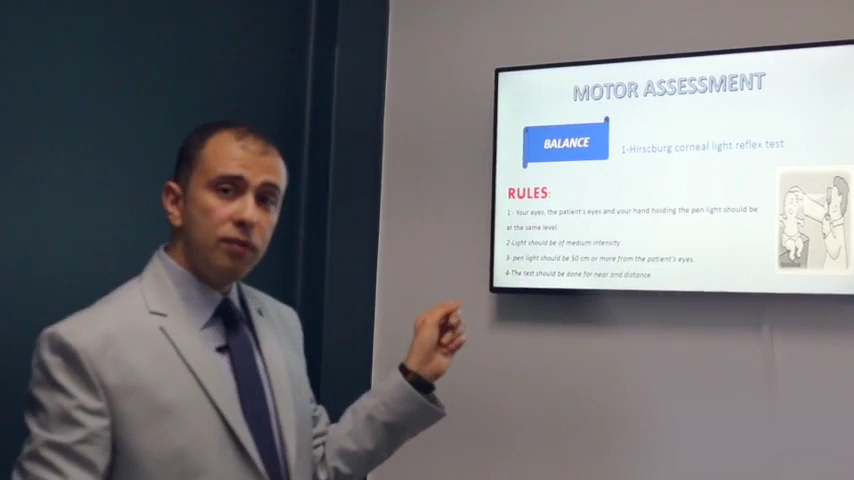 MOTOR ASSESSMENT
BALANCE
1-Hirscburg corneal light reflex test
RULES:
1 - Your eyes, the patient's eyes and your hand holding the pen light should be
at the same level.
2-Light should be of medium intensity.
3- pen light should be 50 cm or more from the patient's eyes.
4-The test should be done for near and distance